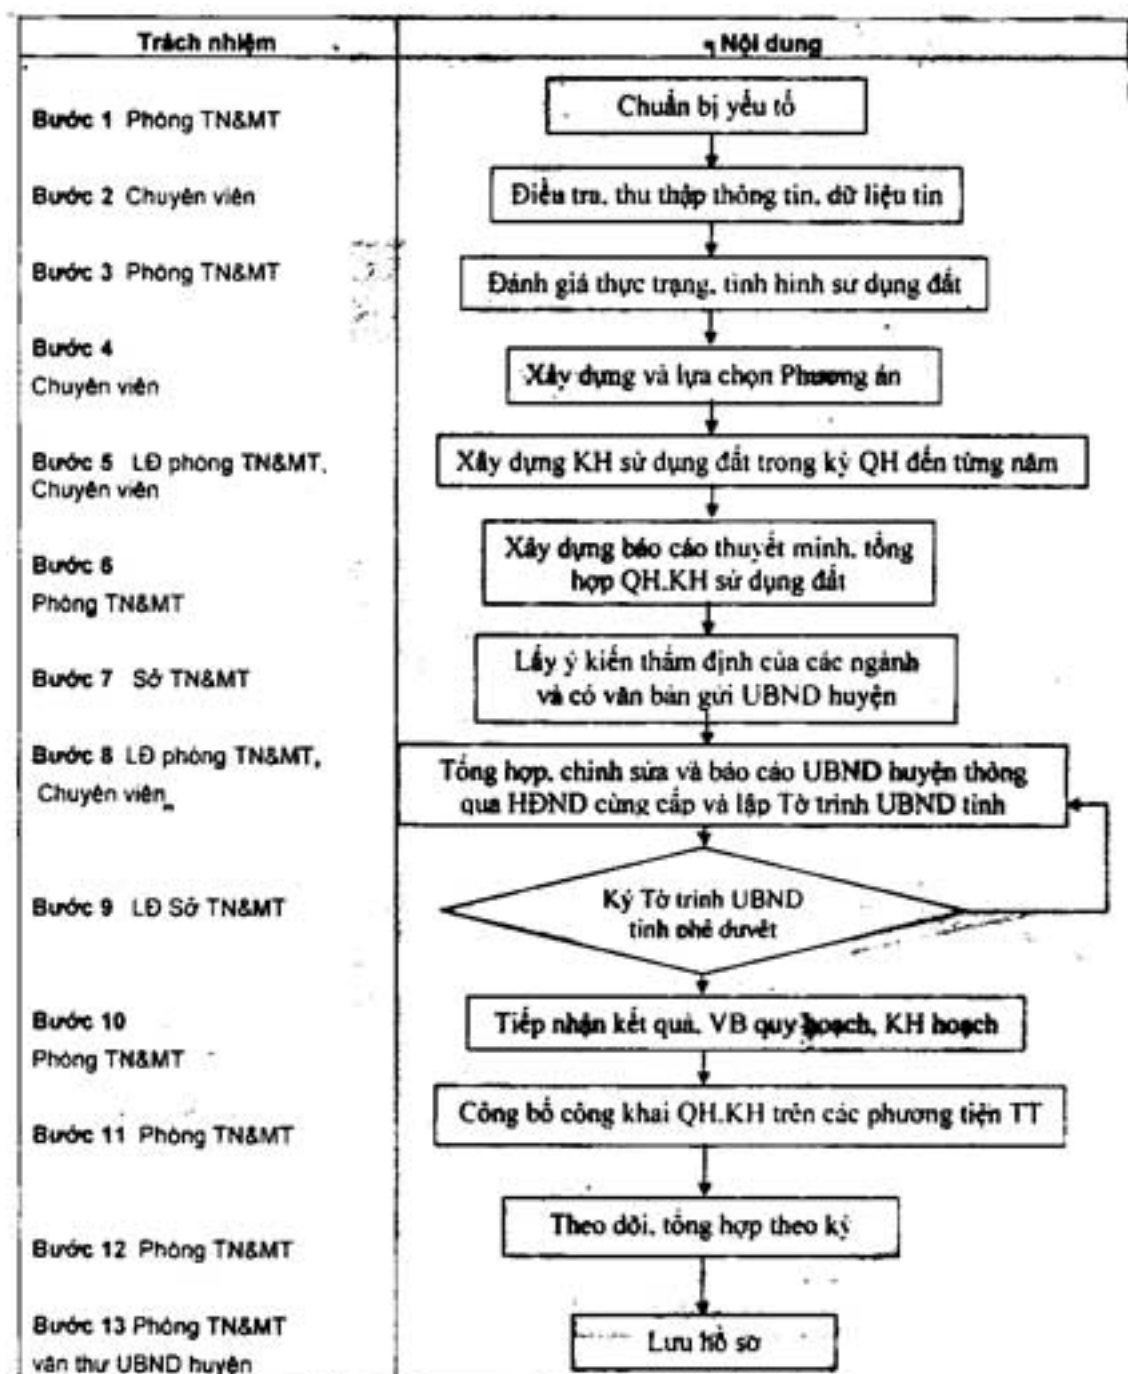 Trách nhiệm
Nội dung
Bước 1 Phòng TN&MT
Chuẩn bị yếu tố
Bước 2 Chuyên viên
Điều tra, thu thập thông tin, dữ liệu tin
Bước 3 Phòng TN&MT
Đánh giá thực trạng, tình hình sử dụng đất
Bước 4
Chuyên viên
Xây dựng và lựa chọn Phương án
Bước 5 LĐ phòng TN&MT,
Chuyên viên
Xây dựng KH sử dụng đất trong kỳ QH đến từng năm
Bước 6
Phòng TN&MT
Xây dựng báo cáo thuyết minh, tổng
hợp QH.KH sử dụng đất
Bước 7 Sở TN&MT
Lấy ý kiến thẩm định của các ngành
và có văn bản gửi UBND huyện
Bước 8 LĐ phòng TN&MT,
Chuyên viên
Tổng hợp, chỉnh sửa và báo cáo UBND huyện thông
qua HĐND cùng cấp và lập Tờ trình UBND tỉnh
Bước 9 LĐ Sở TN&MT
Ký Tờ trình UBND
tỉnh phê duyệt
Bước 10
Phòng TN&MT
Tiếp nhận kết quả, VB quy hoạch, KH hoạch
Bước 11 Phòng TN&MT
Công bố công khai QH.KH trên các phương tiện TT
Bước 12 Phòng TN&MT
Theo dõi, tổng hợp theo kỳ
Bước 13 Phòng TN&MT
văn thư UBND huyện
Lưu hồ sơ